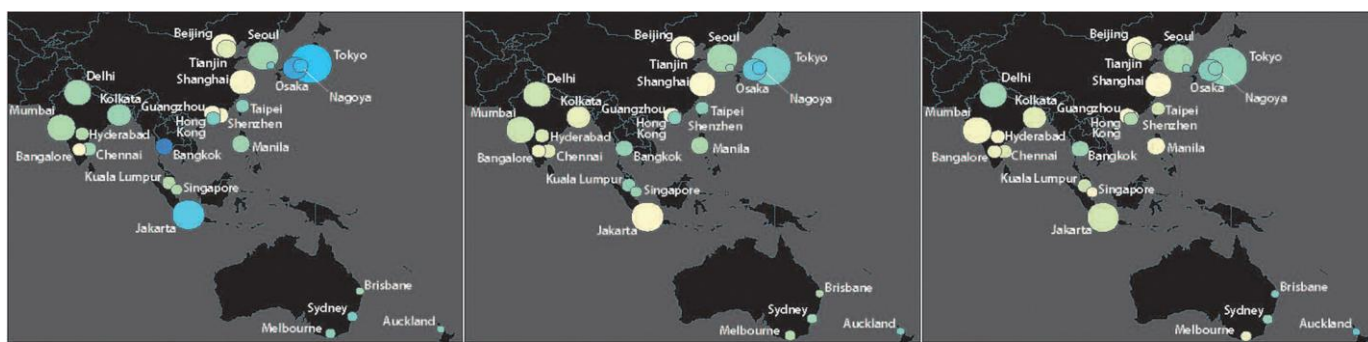 Beijing
Seoul
Tianjin
Tokyo
Shanghai
Osaka
Nagoya
Delhi
Kolkata
Mumbai
Guangzhou
Taipei
Hong Kong
Shenzhen
Hyderabad
Bangalore
Chennai
Bangkok
Manila
Kuala Lumpur
Singapore
Jakarta
Brisbane
Sydney
Melbourne
Auckland
Beijing
Seoul
Tianjin
Tokyo
Shanghai
Osaka
Nagoya
Delhi
Kolkata
Mumbai
Guangzhou
Taipei
Hong Kong
Shenzhen
Hyderabad
Bangalore
Chennai
Bangkok
Manila
Kuala Lumpur
Singapore
Jakarta
Brisbane
Sydney
Melbourne
Auckland
Beijing
Seoul
Tianjin
Tokyo
Shanghai
Osaka
Nagoya
Delhi
Kolkata
Mumbai
Guangzhou
Taipei
Hong Kong
Shenzhen
Hyderabad
Bangalore
Chennai
Bangkok
Manila
Kuala Lumpur
Singapore
Jakarta
Brisbane
Sydney
Melbourne
Auckland